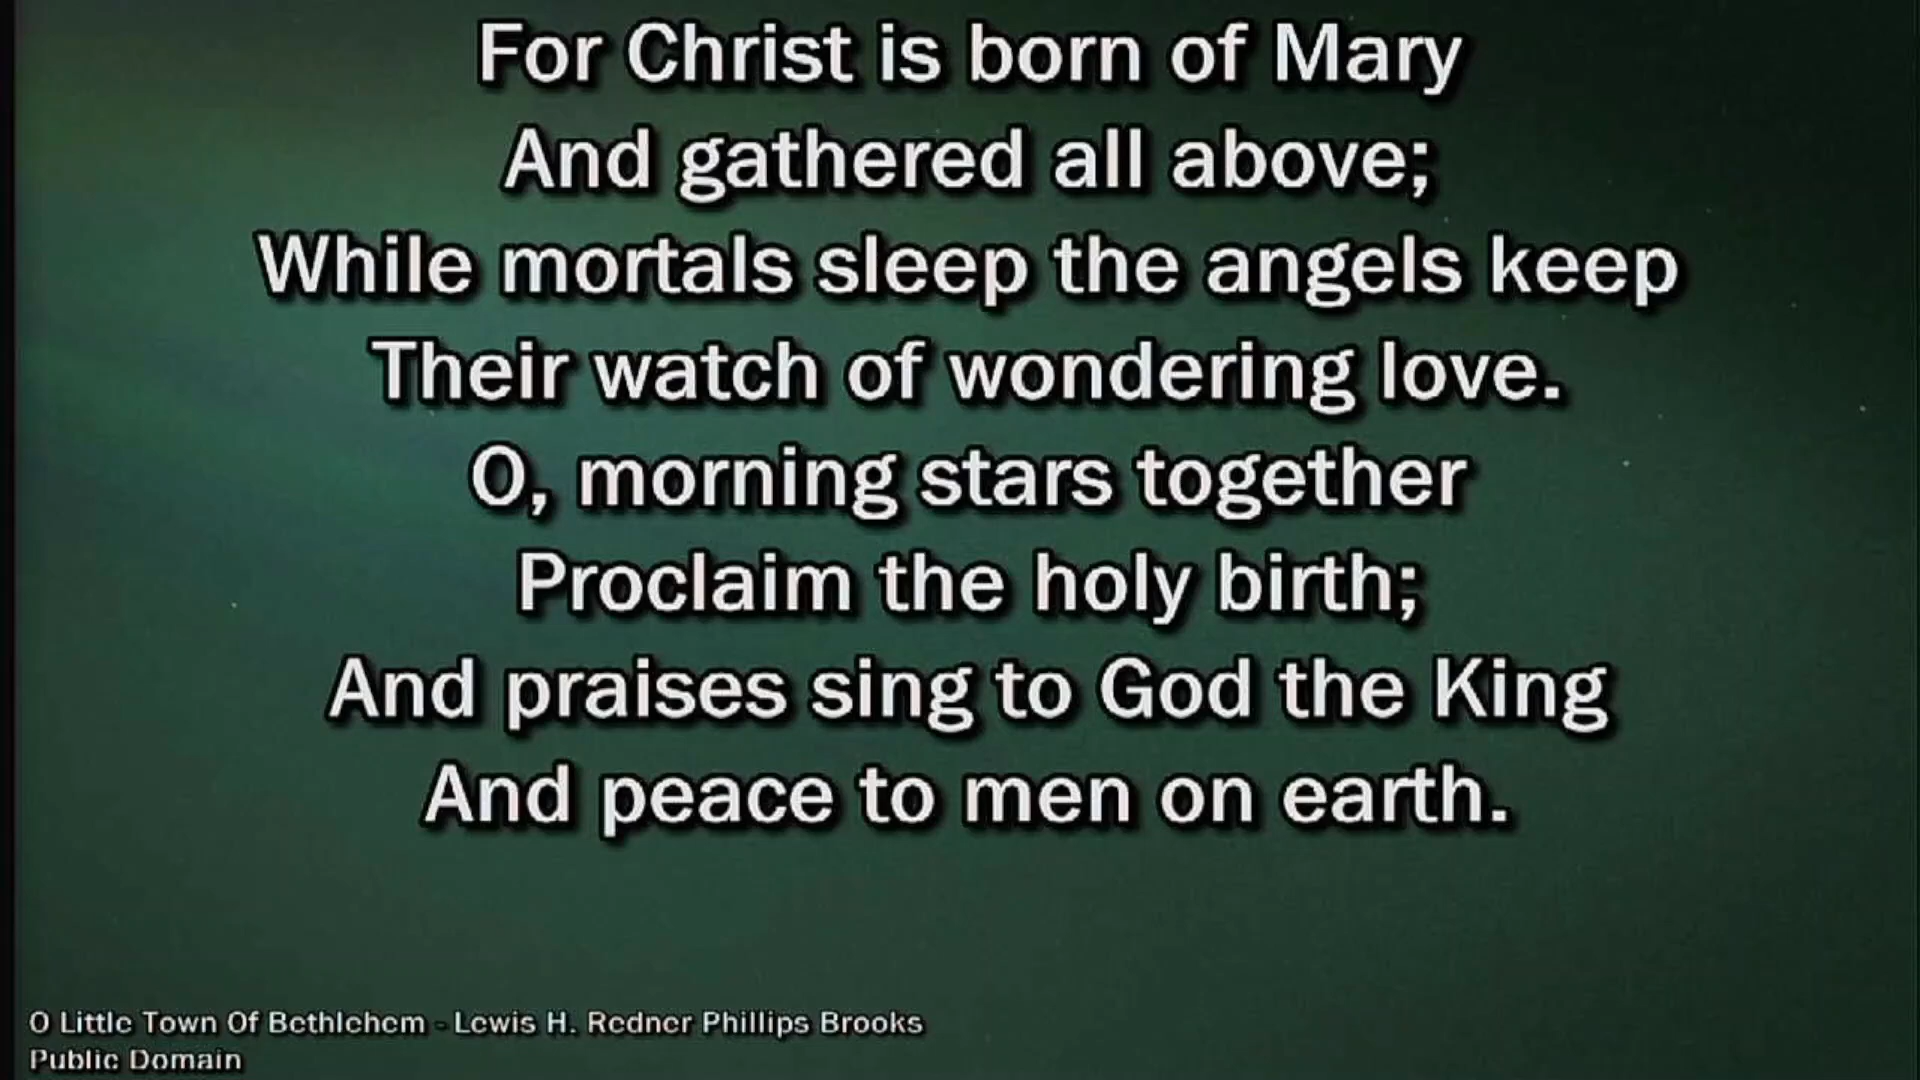 For Christ is born of Mary
And gathered all above;
While mortals sleep the angels keep
Their watch of wondering love.
O, morning stars together
Proclaim the holy birth;
And praises sing to God the King
And peace to men on earth.
O Little Town Of Bethlehem - Lewis H. Redner Phillips Brooks
Public Domain